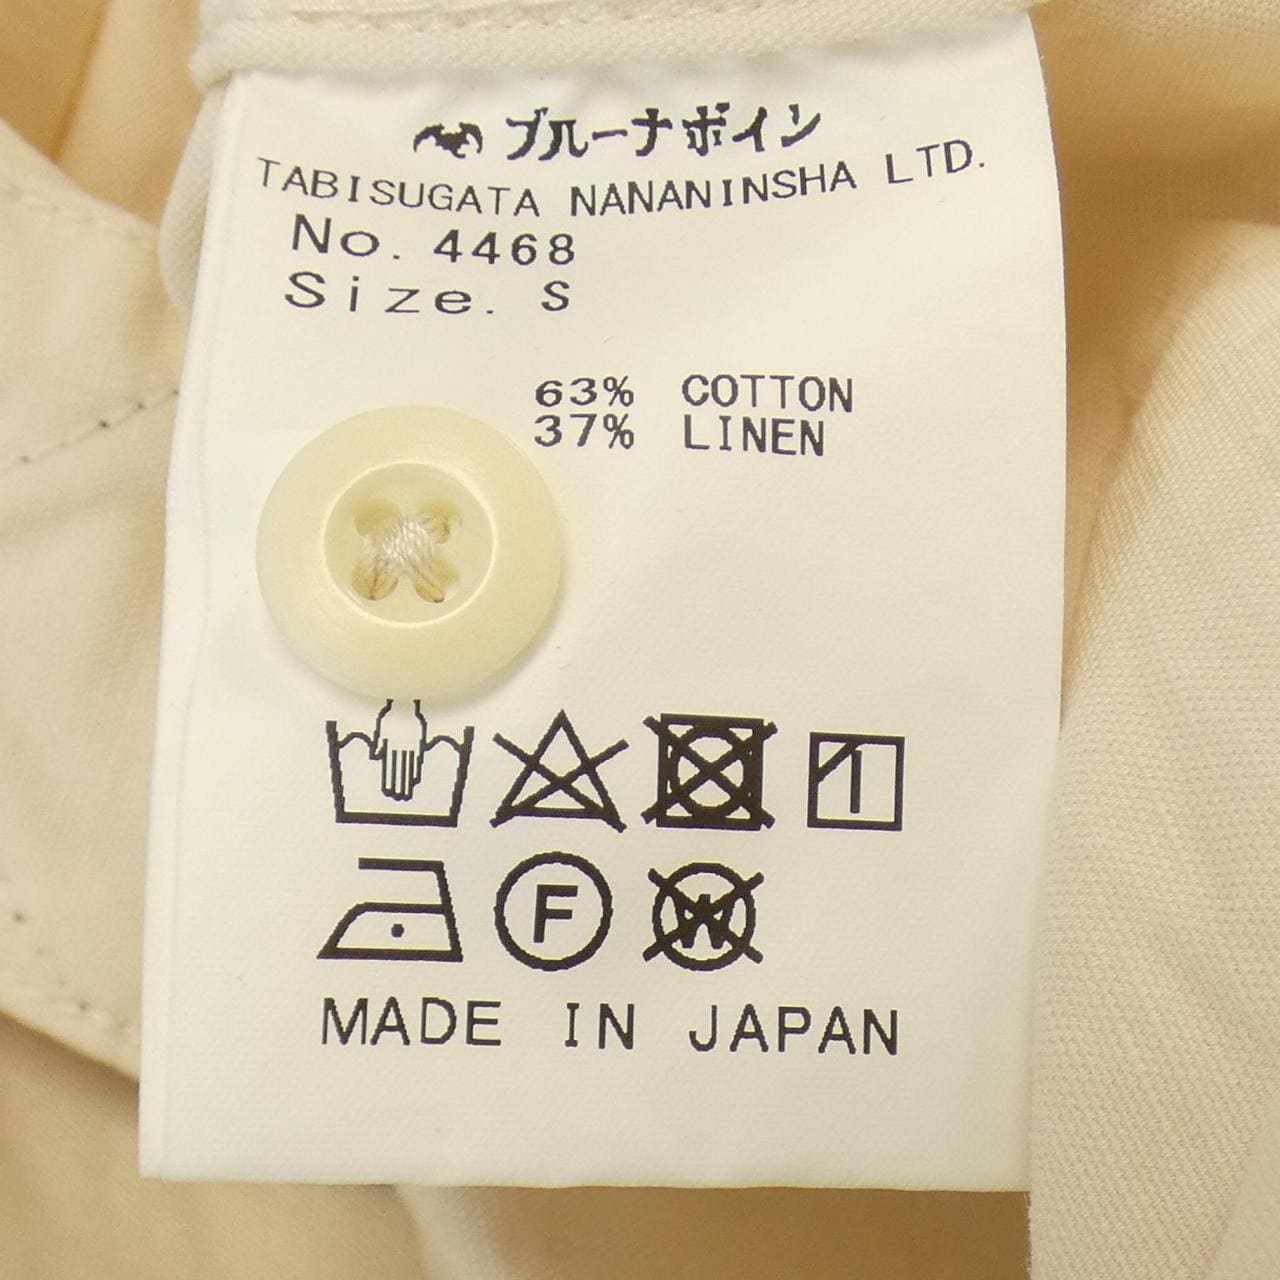 ブルーナボイン
TABISUGATA NANANINSHA LTD.
No. 4468
Size. S
63% COTTON
37% LINEN
1
F
W
MADE IN JAPAN